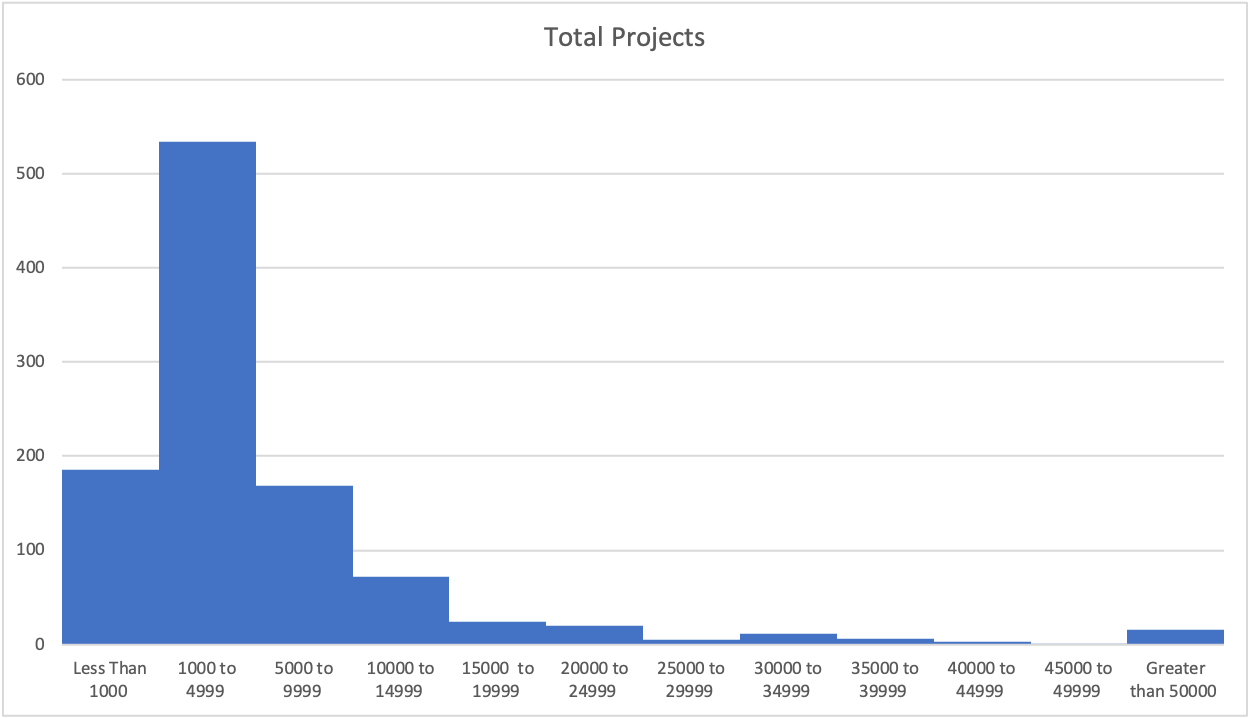 Total Projects
600
500
400
300
200
100
0
Less Than
1000
1000 to
4999
5000 to
9999
10000 to
14999
15000  to
19999
20000 to
24999
25000 to
29999
30000 to
34999
35000 to
39999
40000 to
44999
45000 to
49999
Greater
than 50000